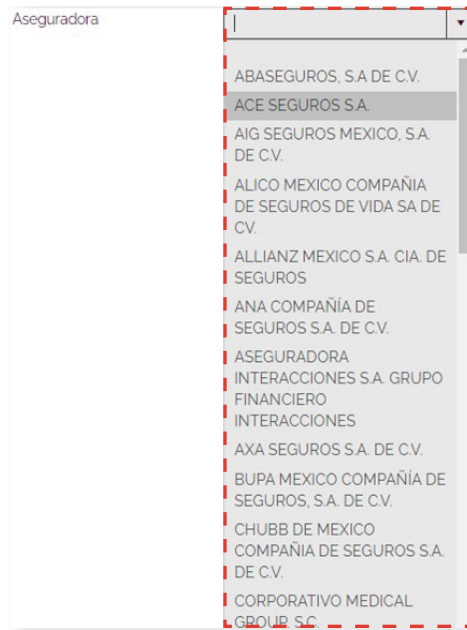 Aseguradora
ABASEGUROS, S.A DE C.V.
ACE SEGUROS S.A.
AIG SEGUROS MEXICO, S.A.
DE C.V.
ALICO MEXICO COMPAÑIA
DE SEGUROS DE VIDA SA DE
CV.
ALLIANZ MEXICO S.A. CIA. DE
SEGUROS
ANA COMPAÑÍA DE
SEGUROS S.A. DE C.V.
ASEGURADORA
INTERACCIONES S.A. GRUPO
FINANCIERO
INTERACCIONES
AXA SEGUROS S.A. DE C.V.
BUPA MEXICO COMPAÑÍA DE
SEGUROS, S.A. DE C.V.
CHUBB DE MEXICO
COMPAÑIA DE SEGUROS S.A.
DE C.V.
CORPORATIVO MEDICAL
GROUP, S.C.